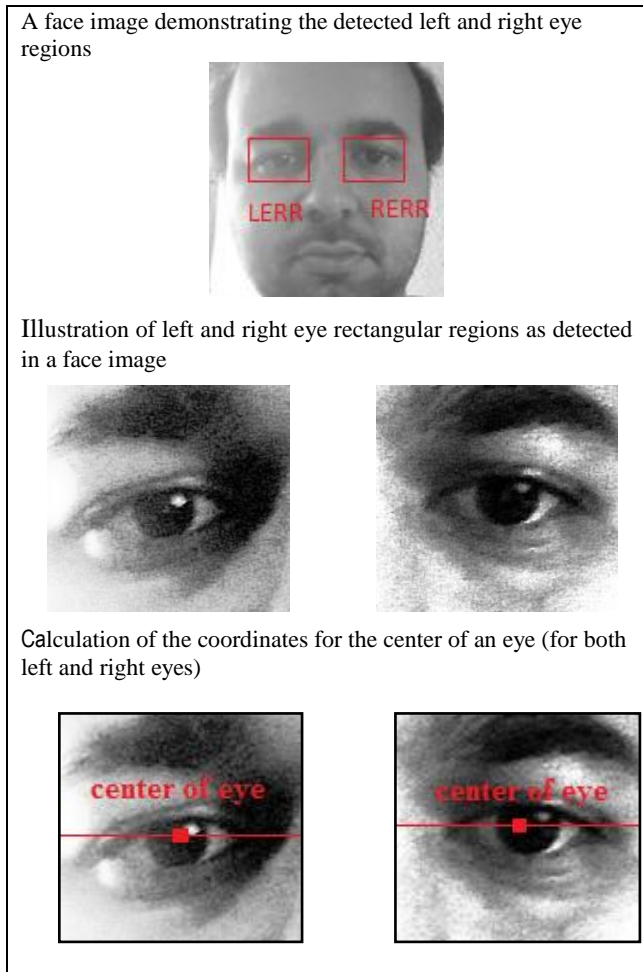 A face image demonstrating the detected left and right eye
regions
LERR
RERR
Illustration of left and right eye rectangular regions as detected
in a face image
Calculation of the coordinates for the center of an eye (for both
left and right eyes)
center of eye
center of eye